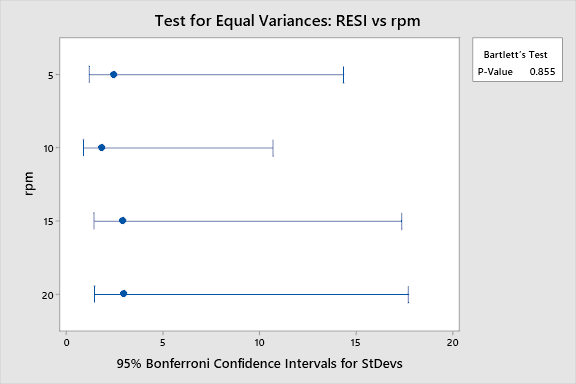 Test for Equal Variances: RESI vs rpm
Bartlett's Test
P-Value 0.855
rpm
5
10
15
20
0 5 10 15 20
95% Bonferroni Confidence Intervals for StDevs